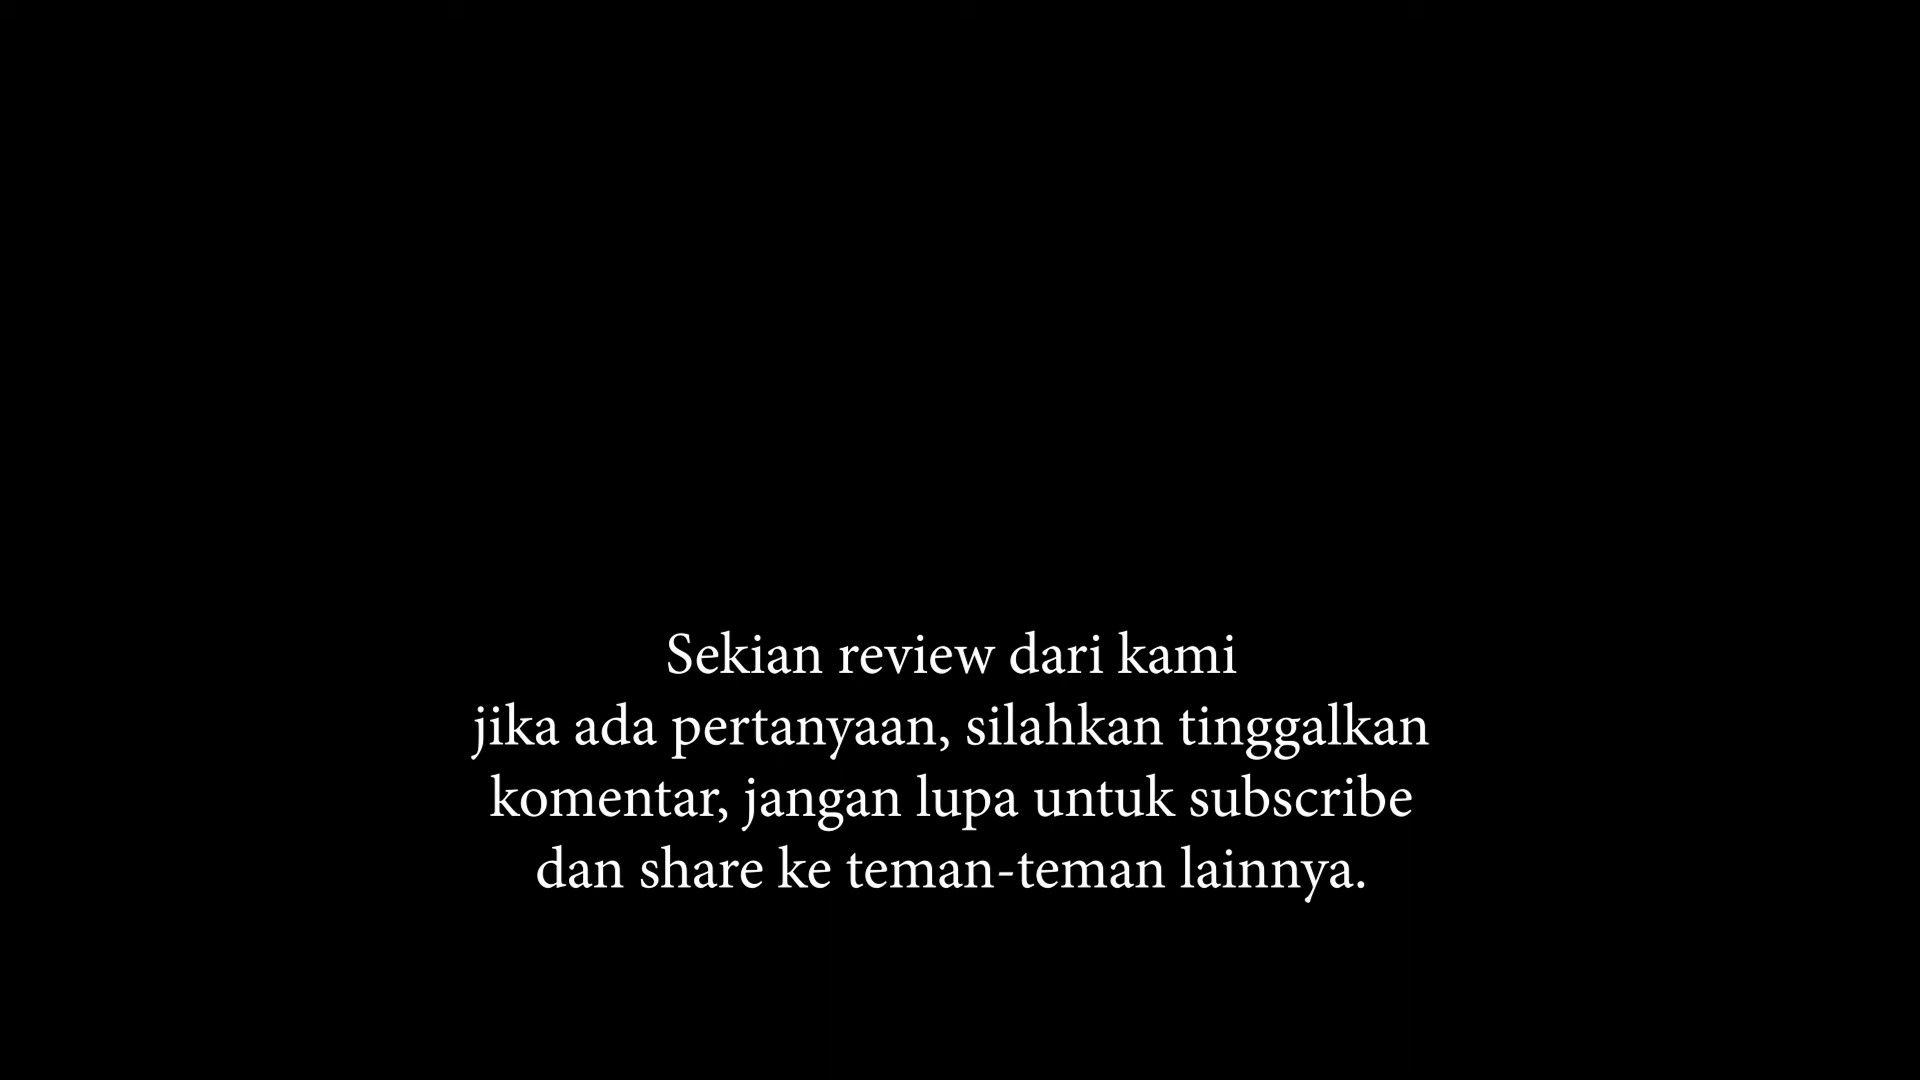 Sekian review dari kami
jika ada pertanyaan, silahkan tinggalkan
komentar, jangan lupa untuk subscribe
dan share ke teman-teman lainnya.